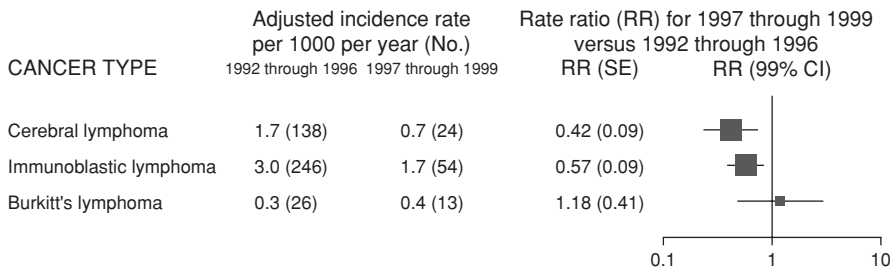 Adjusted incidence rate Rate ratio (RR) for 1997 through 1999
per 1000 per year (No.) versus 1992 through 1996
CANCER TYPE 1992 through 1996 1997 through 1999 RR (SE) RR (99% CI)
Cerebral lymphoma 1.7 (138) 0.7 (24) 0.42 (0.09)
Immunoblastic lymphoma 3.0 (246) 1.7 (54) 0.57 (0.09)
Burkitt's lymphoma 0.3 (26) 0.4 (13) 1.18 (0.41)
0.1 1 10